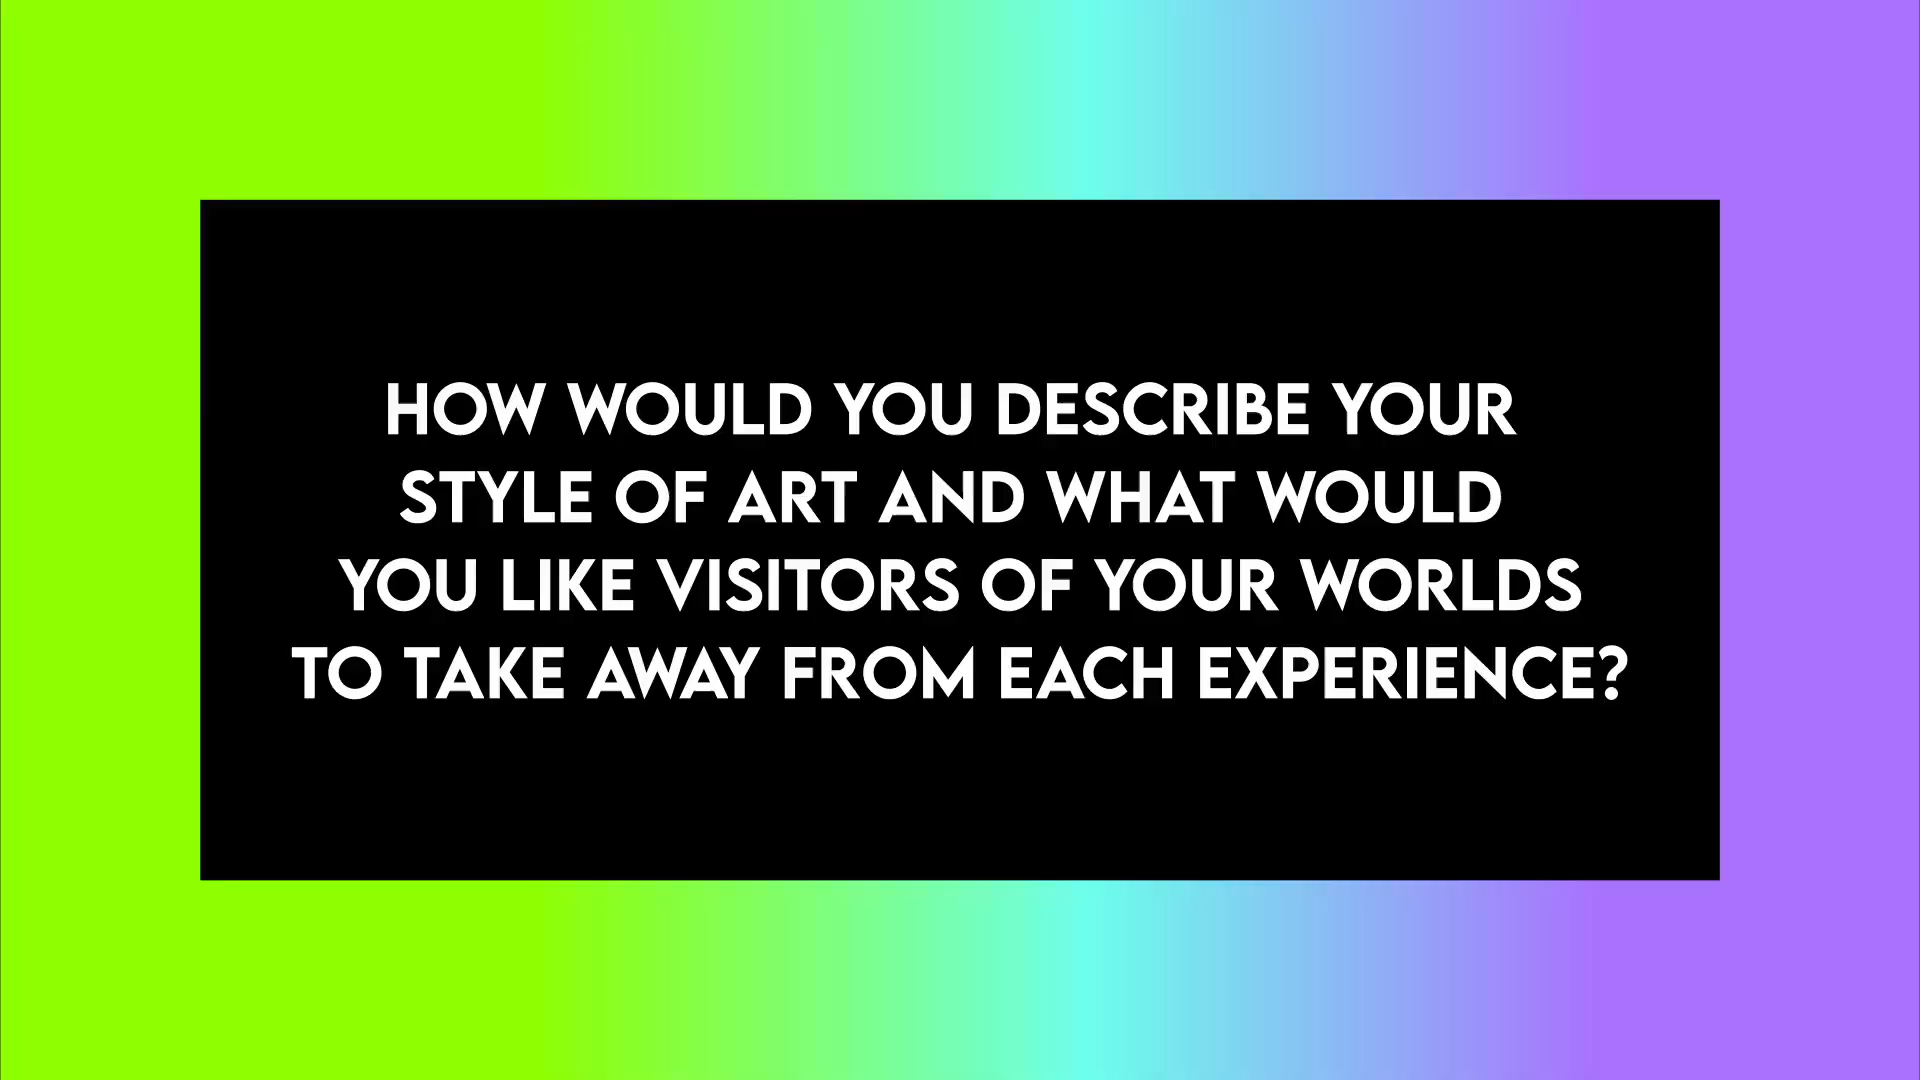 HOW WOULD YOU DESCRIBE YOUR
STYLE OF ART AND WHAT WOULD
YOU LIKE VISITORS OF YOUR WORLDS
TO TAKE AWAY FROM EACH EXPERIENCE?